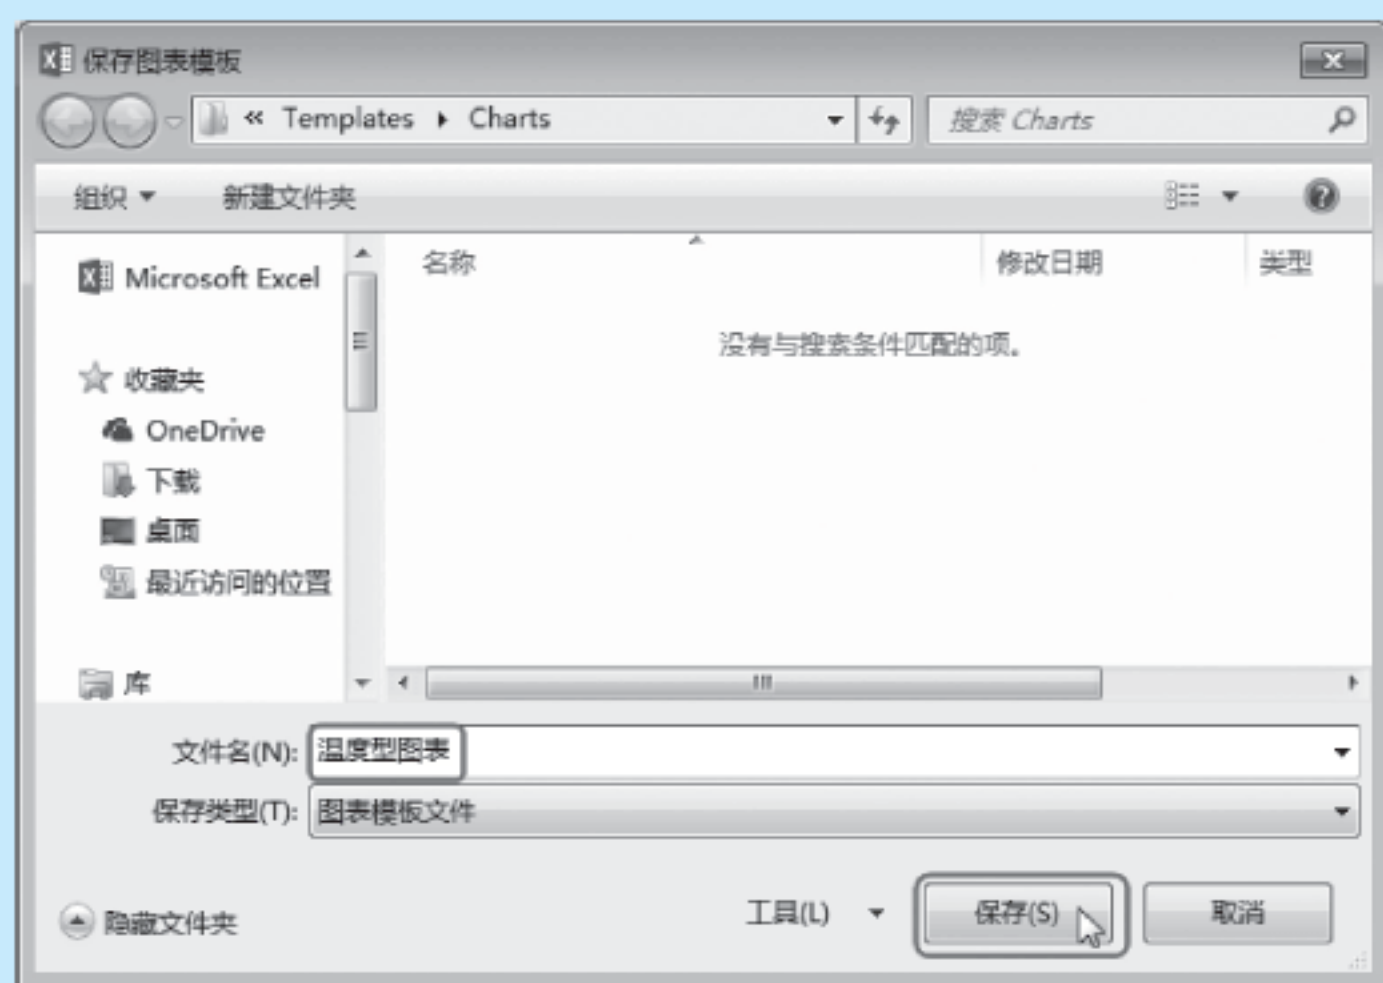 保存图表模板
« Templates ▸ Charts
搜索 Charts
组织
新建文件夹
Microsoft Excel
收藏夹
OneDrive
下载
桌面
最近访问的位置
库
名称
修改日期
类型
没有与搜索条件匹配的项。
文件名(N): 温度型图表
保存类型(T): 图表模板文件
隐藏文件夹
工具(L)
保存(S)
取消